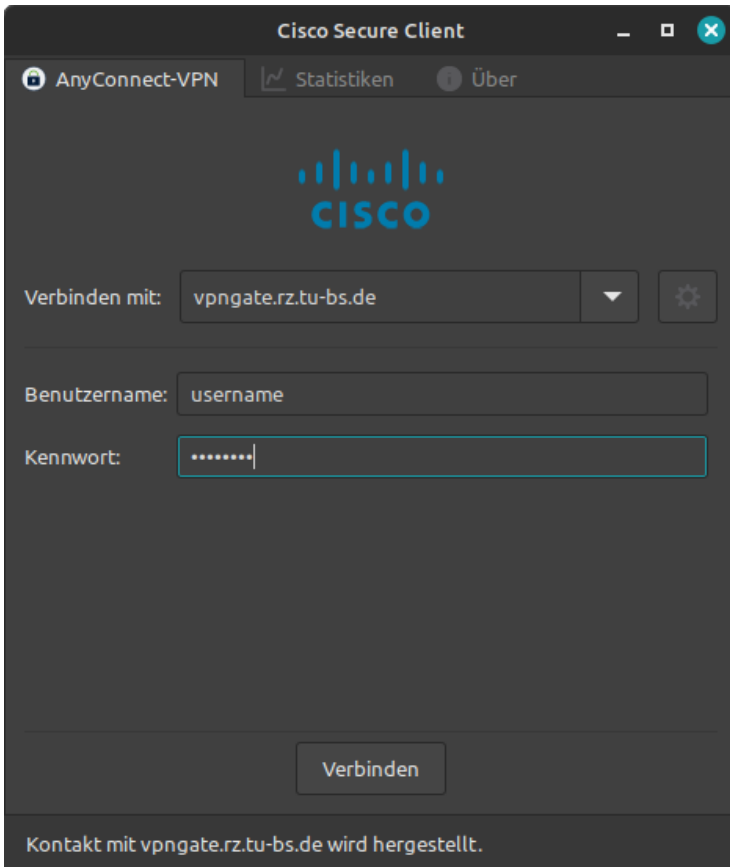 Cisco Secure Client
AnyConnect-VPN Statistiken Über
CISCO
Verbinden mit: vpngate.rz.tu-bs.de
Benutzername: username
Kennwort: ••••••••
Verbinden
Kontakt mit vpngate.rz.tu-bs.de wird hergestellt.